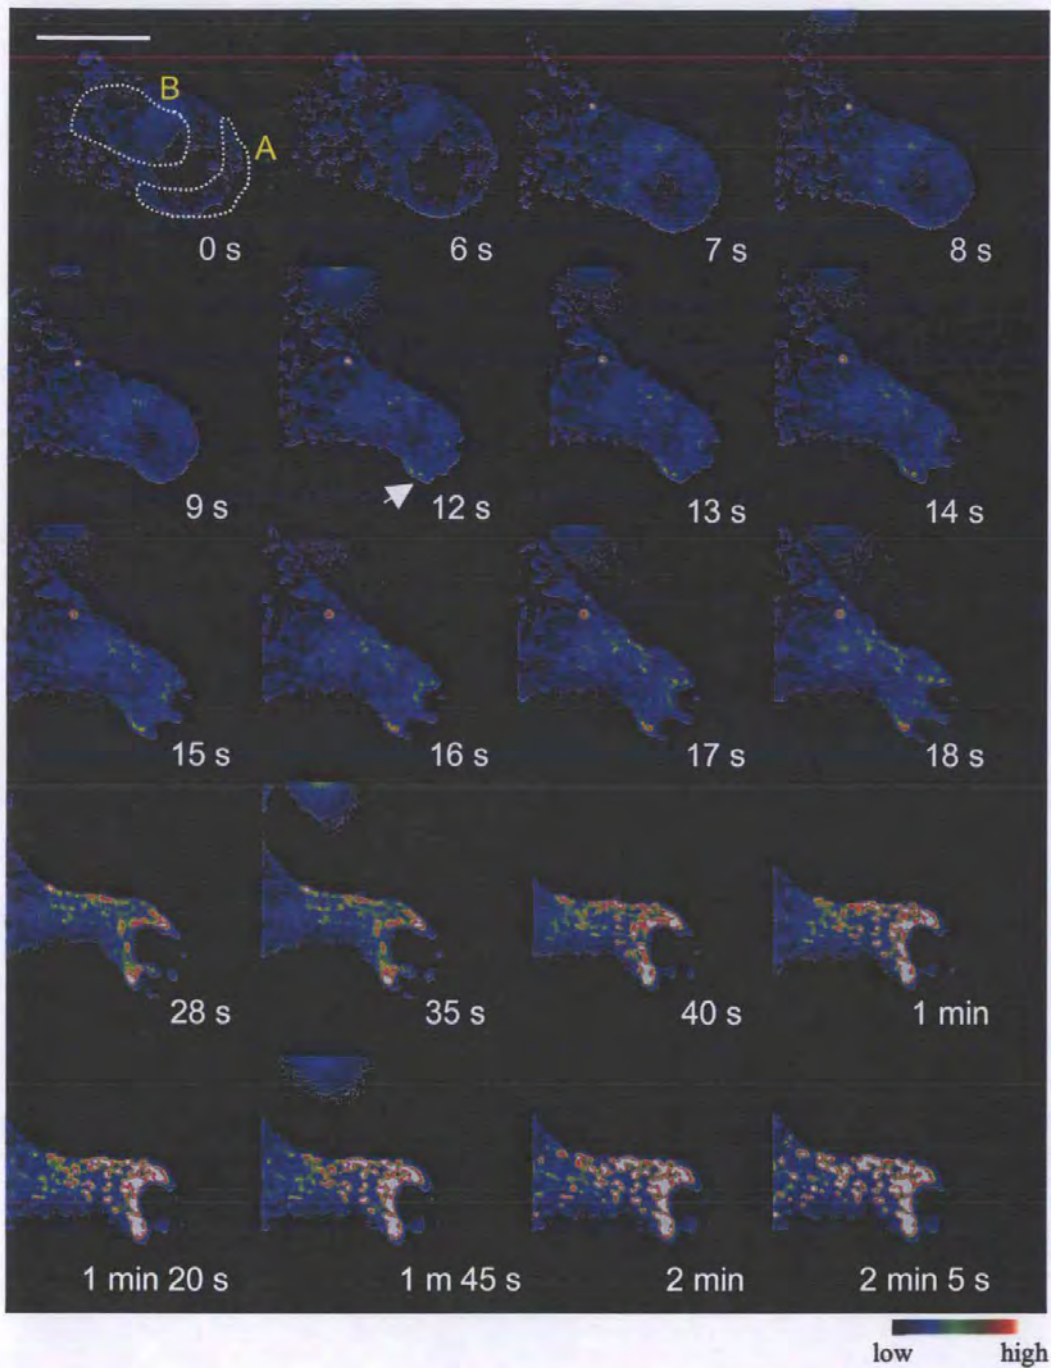 B
A
0 s 6 s 7 s 8 s
9 s 12 s 13 s 14 s
15 s 16 s 17 s 18 s
28 s 35 s 40 s 1 min
1 min 20 s 1 m 45 s 2 min 2 min 5 s
low high